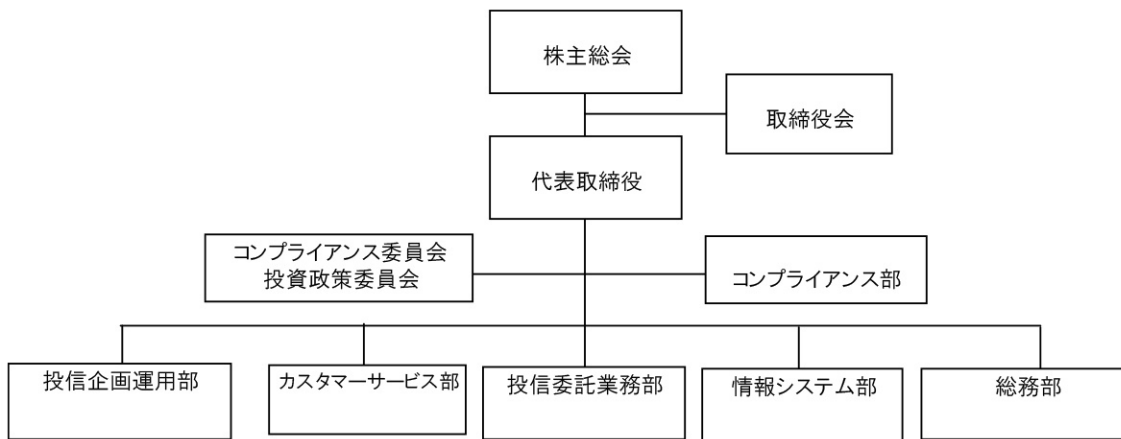 株主総会
取締役会
代表取締役
コンプライアンス委員会
投資政策委員会
コンプライアンス部
投信企画運用部
カスタマーサービス部
投信委託業務部
情報システム部
総務部